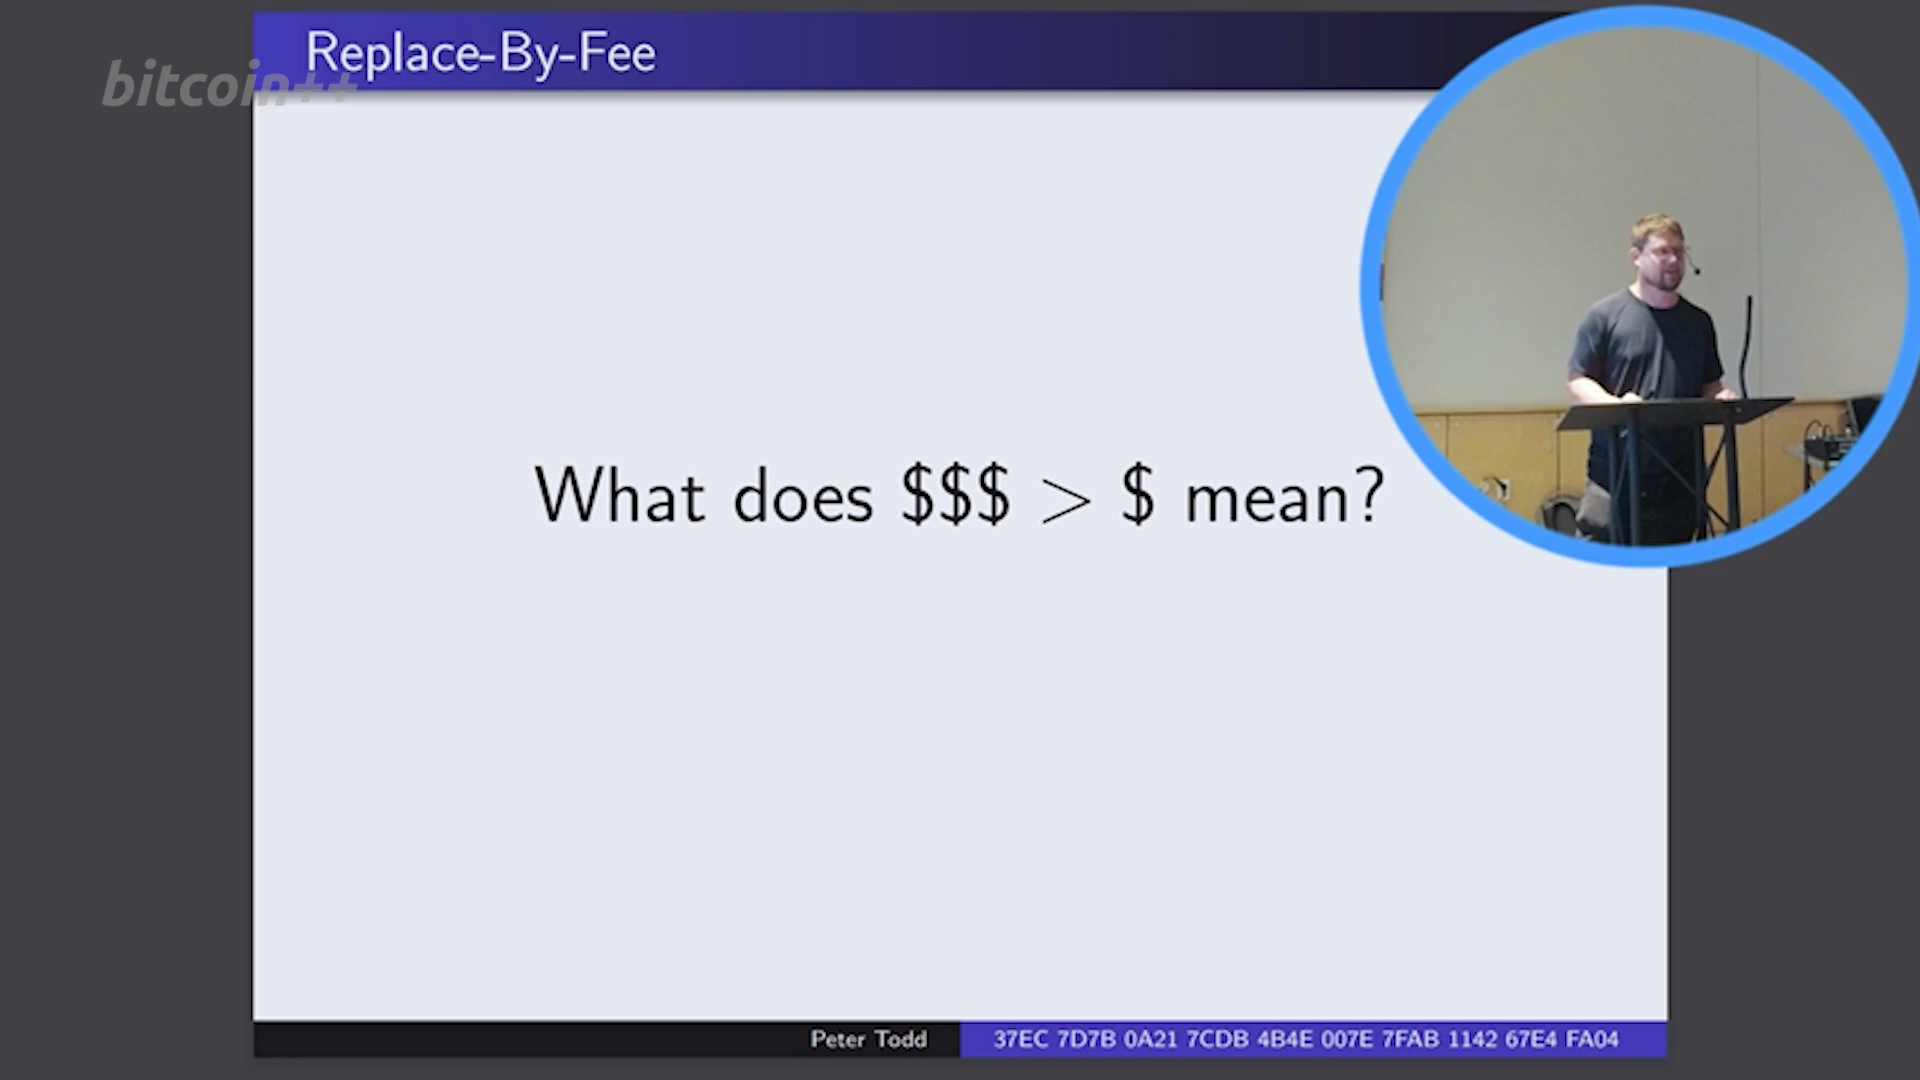 Replace-By-Fee
bitcoin++
What does $$$ > $ mean?
Peter Todd
37EC 7D7B 0A21 7CDB 4B4E 007E 7FAB 1142 67E4 FA04